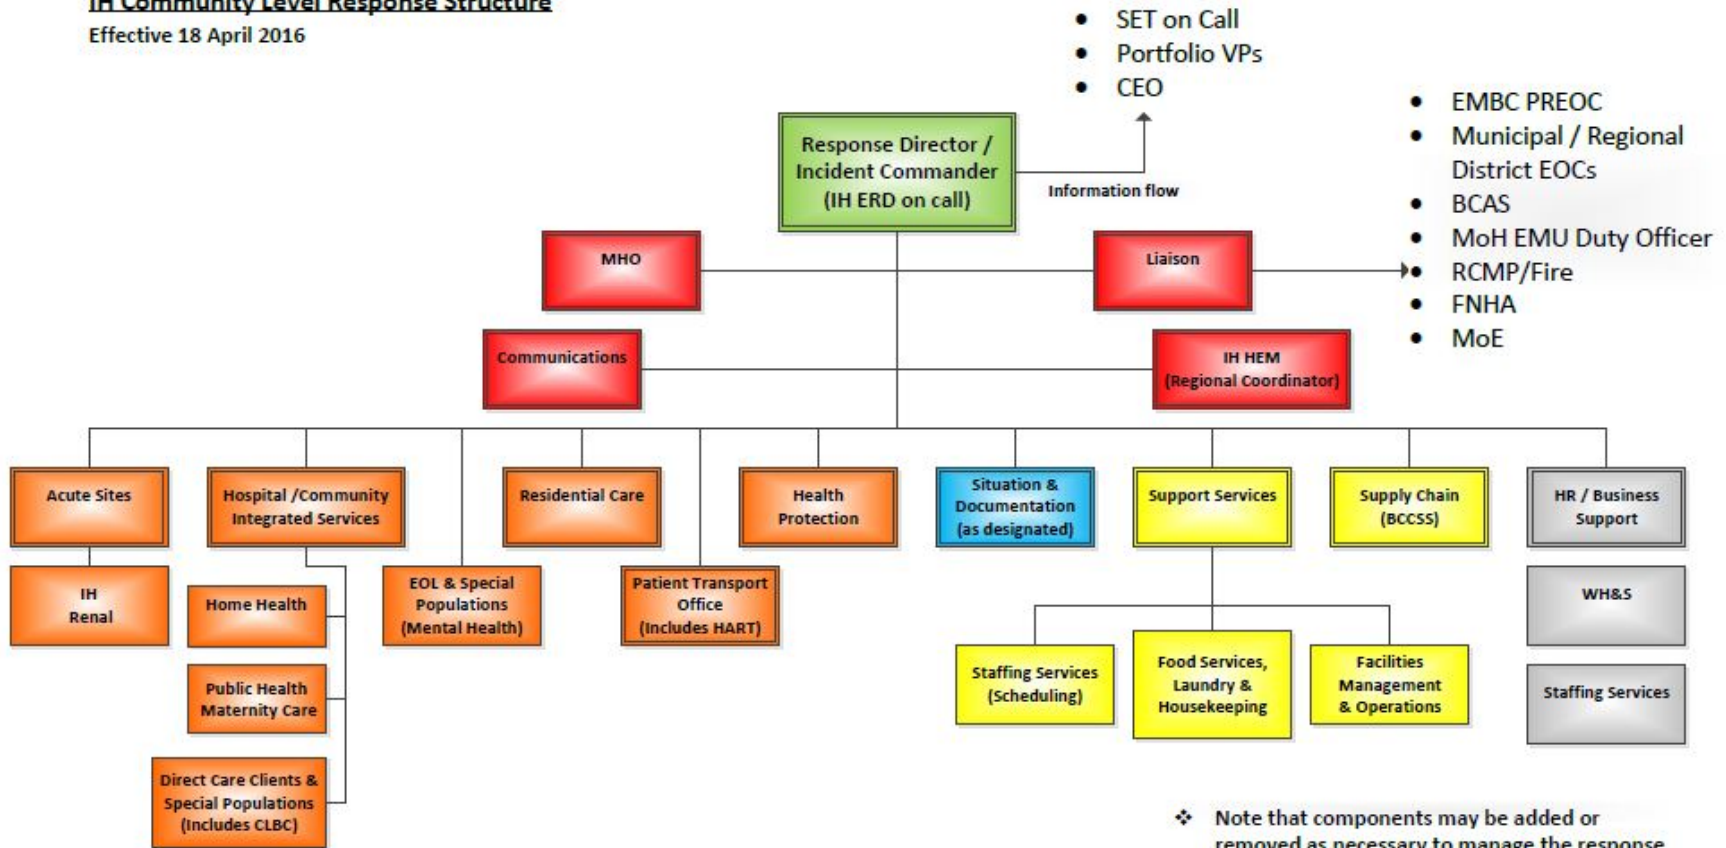 IH Community Level Response Structure
Effective 18 April 2016
• SET on Call
• Portfolio VPs
• CEO
• EMBC PREOC
• Municipal / Regional
District EOCs
• BCAS
• MoH EMU Duty Officer
• RCMP/Fire
• FNHA
• MoE
Response Director /
Incident Commander
(IH ERD on call)
Information flow
MHO
Liaison
Communications
IH HEM
(Regional Coordinator)
Acute Sites
Hospital /Community
Integrated Services
Residential Care
Health
Protection
Situation &
Documentation
(as designated)
Support Services
Supply Chain
(BCCSS)
HR / Business
Support
IH
Renal
Home Health
EOL & Special
Populations
(Mental Health)
Patient Transport
Office
(Includes HART)
WH&S
Public Health
Maternity Care
Staffing Services
(Scheduling)
Food Services,
Laundry &
Housekeeping
Facilities
Management
& Operations
Staffing Services
Direct Care Clients &
Special Populations
(Includes CLBC)
❖ Note that components may be added or
removed as necessary to manage the response